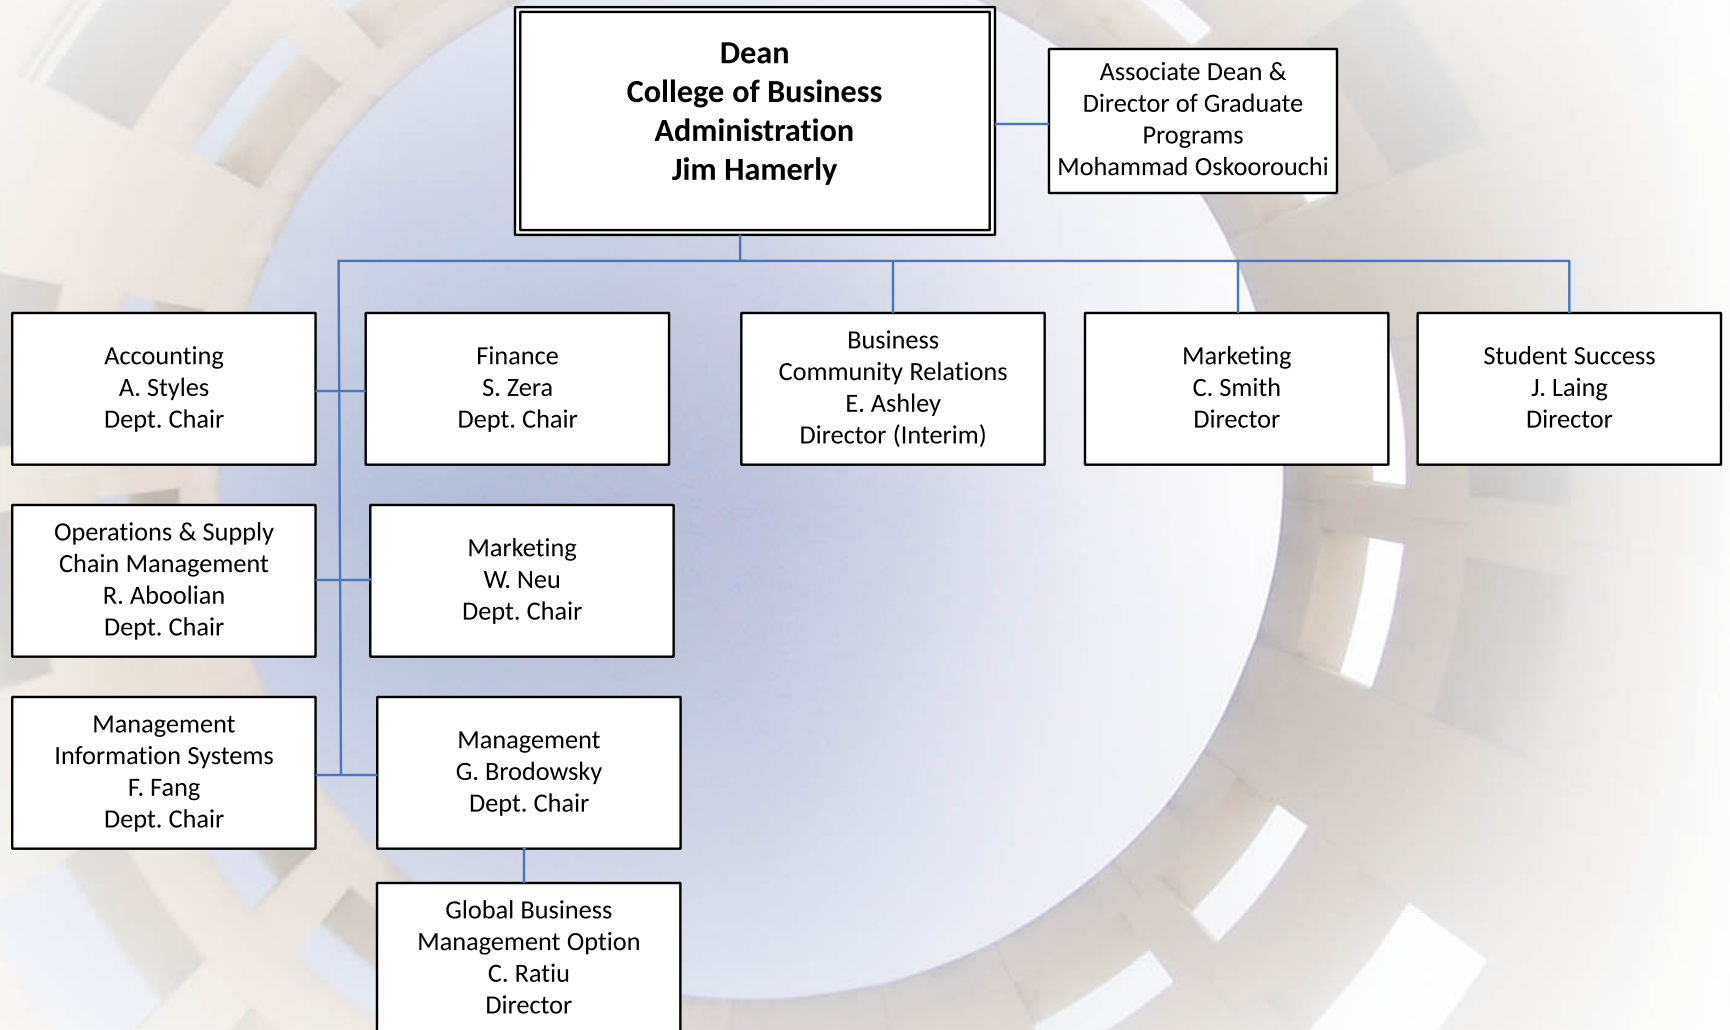 Dean
College of Business
Administration
Jim Hamerly
Associate Dean &
Director of Graduate
Programs
Mohammad Oskoorouchi
Accounting
A. Styles
Dept. Chair
Finance
S. Zera
Dept. Chair
Business
Community Relations
E. Ashley
Director (Interim)
Marketing
C. Smith
Director
Student Success
J. Laing
Director
Operations & Supply
Chain Management
R. Aboolian
Dept. Chair
Marketing
W. Neu
Dept. Chair
Management
Information Systems
F. Fang
Dept. Chair
Management
G. Brodowsky
Dept. Chair
Global Business
Management Option
C. Ratiu
Director